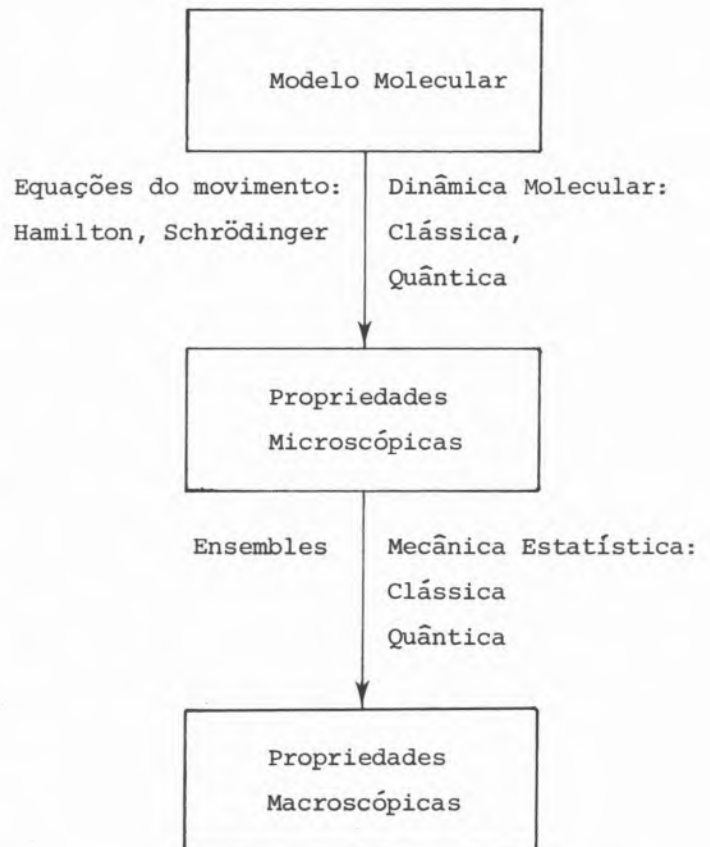 Modelo Molecular
Equações do movimento:
Hamilton, Schrödinger
Dinâmica Molecular:
Clássica,
Quântica
Propriedades
Microscópicas
Ensembles
Mecânica Estatística:
Clássica
Quântica
Propriedades
Macroscópicas